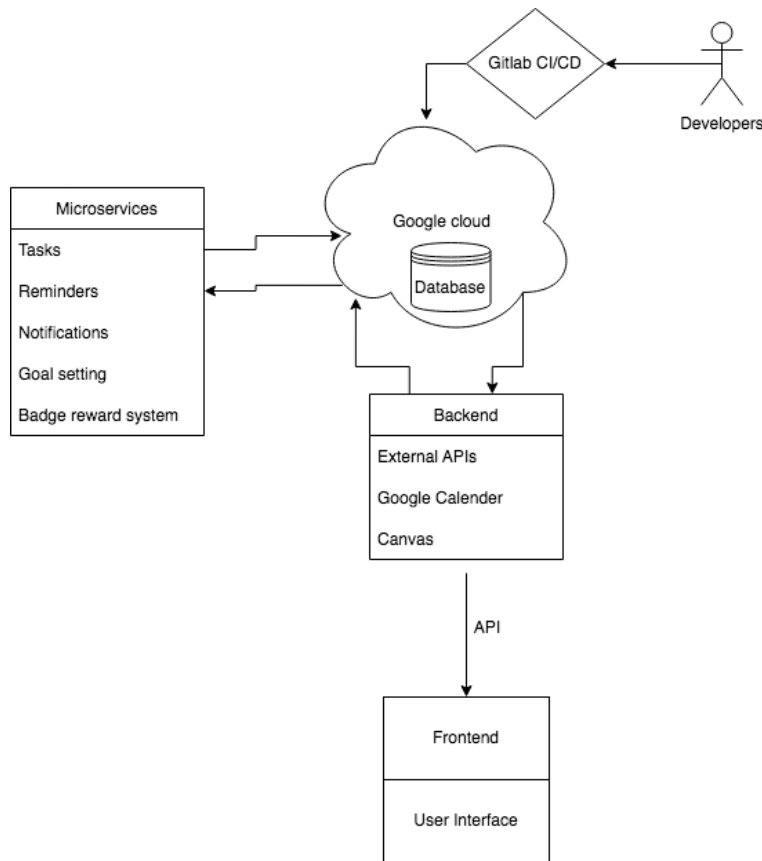 Gitlab CI/CD
Developers
Google cloud
Database
Microservices
Tasks
Reminders
Notifications
Goal setting
Badge reward system
Backend
External APIs
Google Calender
Canvas
API
Frontend
User Interface